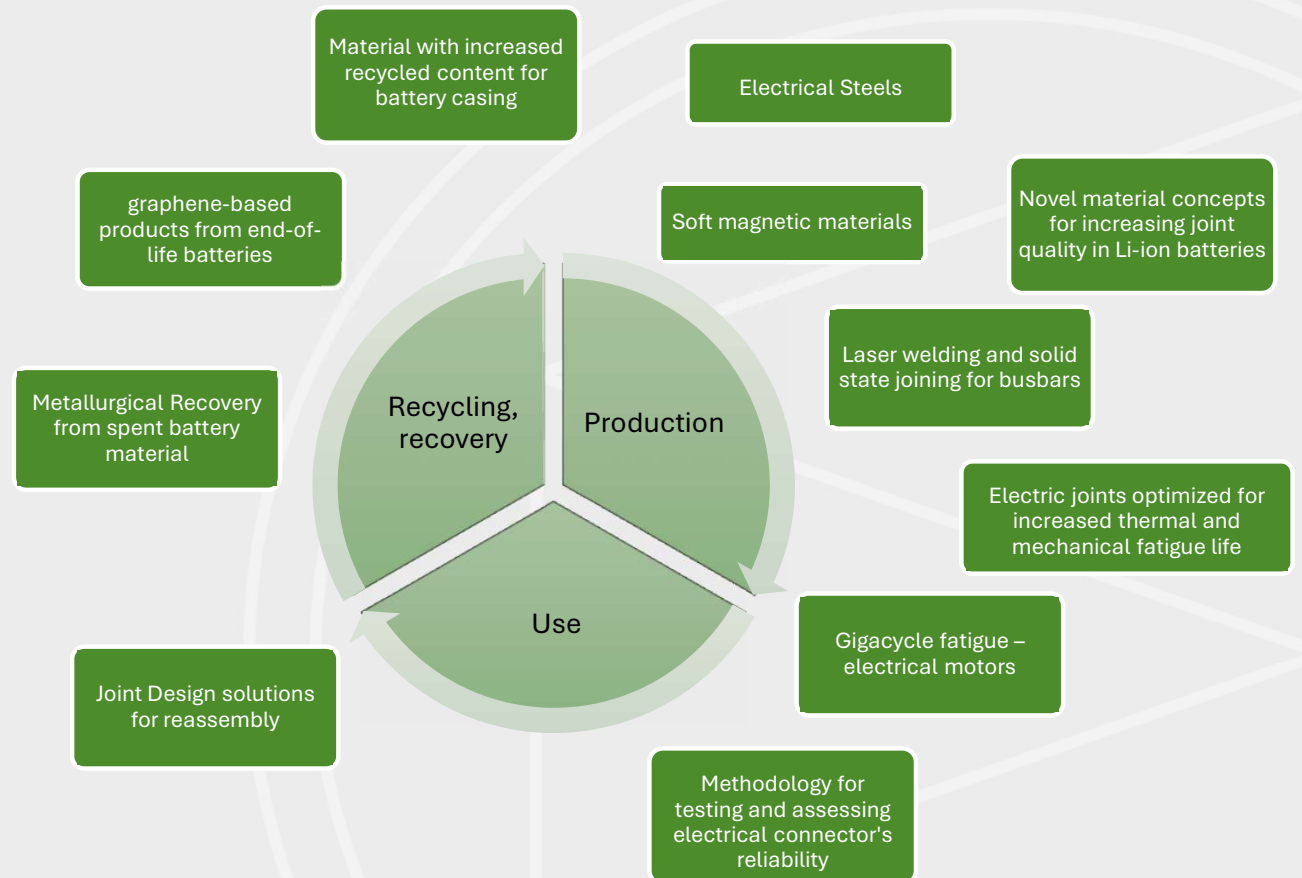 Material with increased
recycled content for
battery casing
Electrical Steels
graphene-based
products from end-of-
life batteries
Soft magnetic materials
Novel material concepts
for increasing joint
quality in Li-ion batteries
Laser welding and solid
state joining for busbars
Metallurgical Recovery
from spent battery
material
Recycling,
recovery
Production
Electric joints optimized for
increased thermal and
mechanical fatigue life
Use
Gigacycle fatigue –
electrical motors
Joint Design solutions
for reassembly
Methodology for
testing and assessing
electrical connector's
reliability